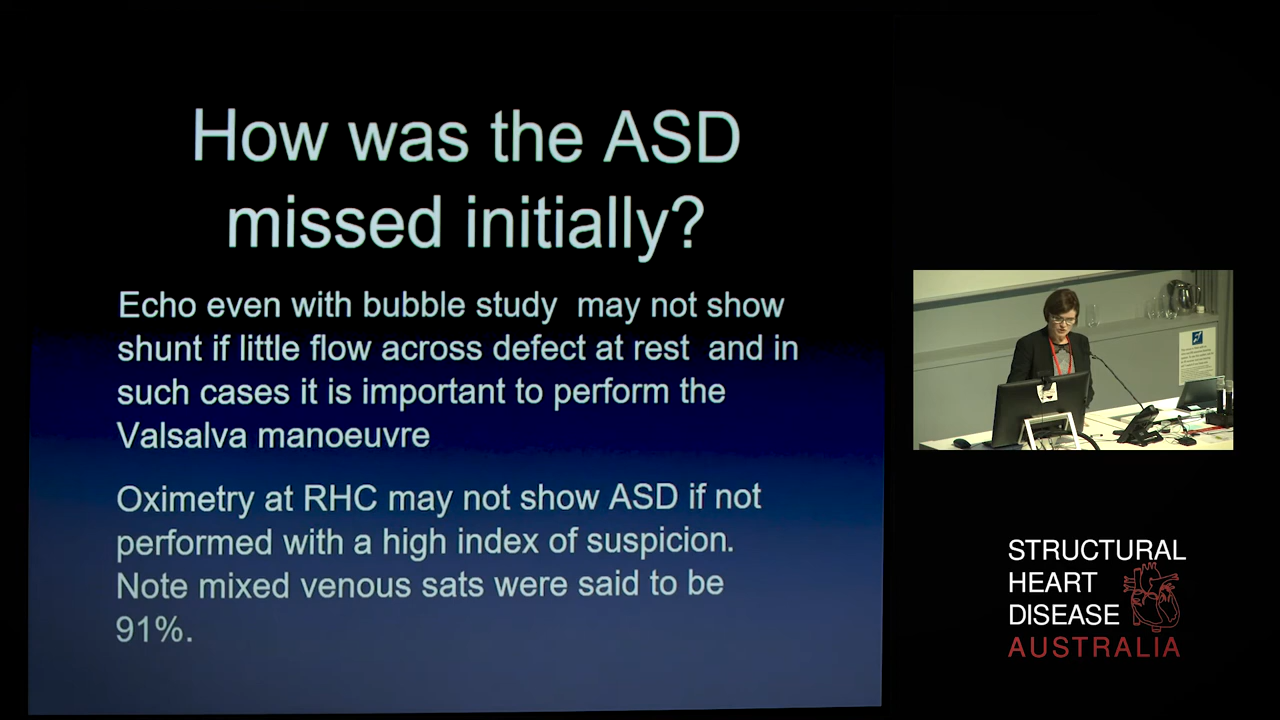 How was the ASD
missed initially?
Echo even with bubble study may not show
shunt if little flow across defect at rest and in
such cases it is important to perform the
Valsalva manoeuvre
Oximetry at RHC may not show ASD if not
performed with a high index of suspicion.
Note mixed venous sats were said to be
91%.
STRUCTURAL
HEART
DISEASE
AUSTRALIA